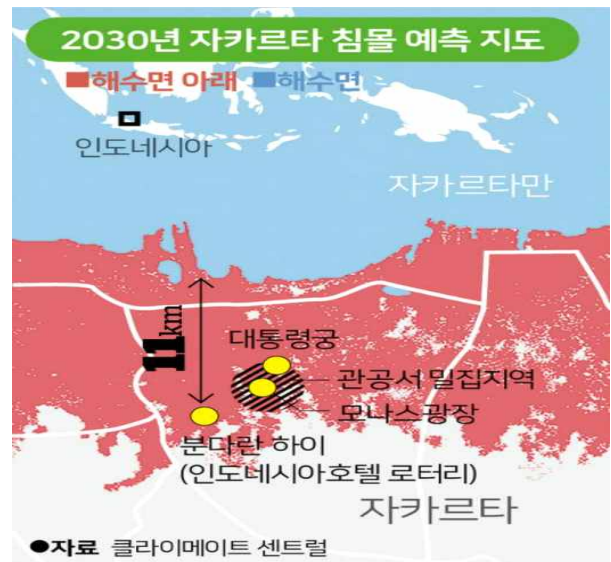 2030년 자카르타 침몰 예측 지도
■해수면 아래 ■해수면
인도네시아
자카르타만
11km
대통령궁
관공서 밀집지역
모나스광장
분다란 하이
(인도네시아호텔 로터리)
자카르타
●자료 클라이메이트 센트럴